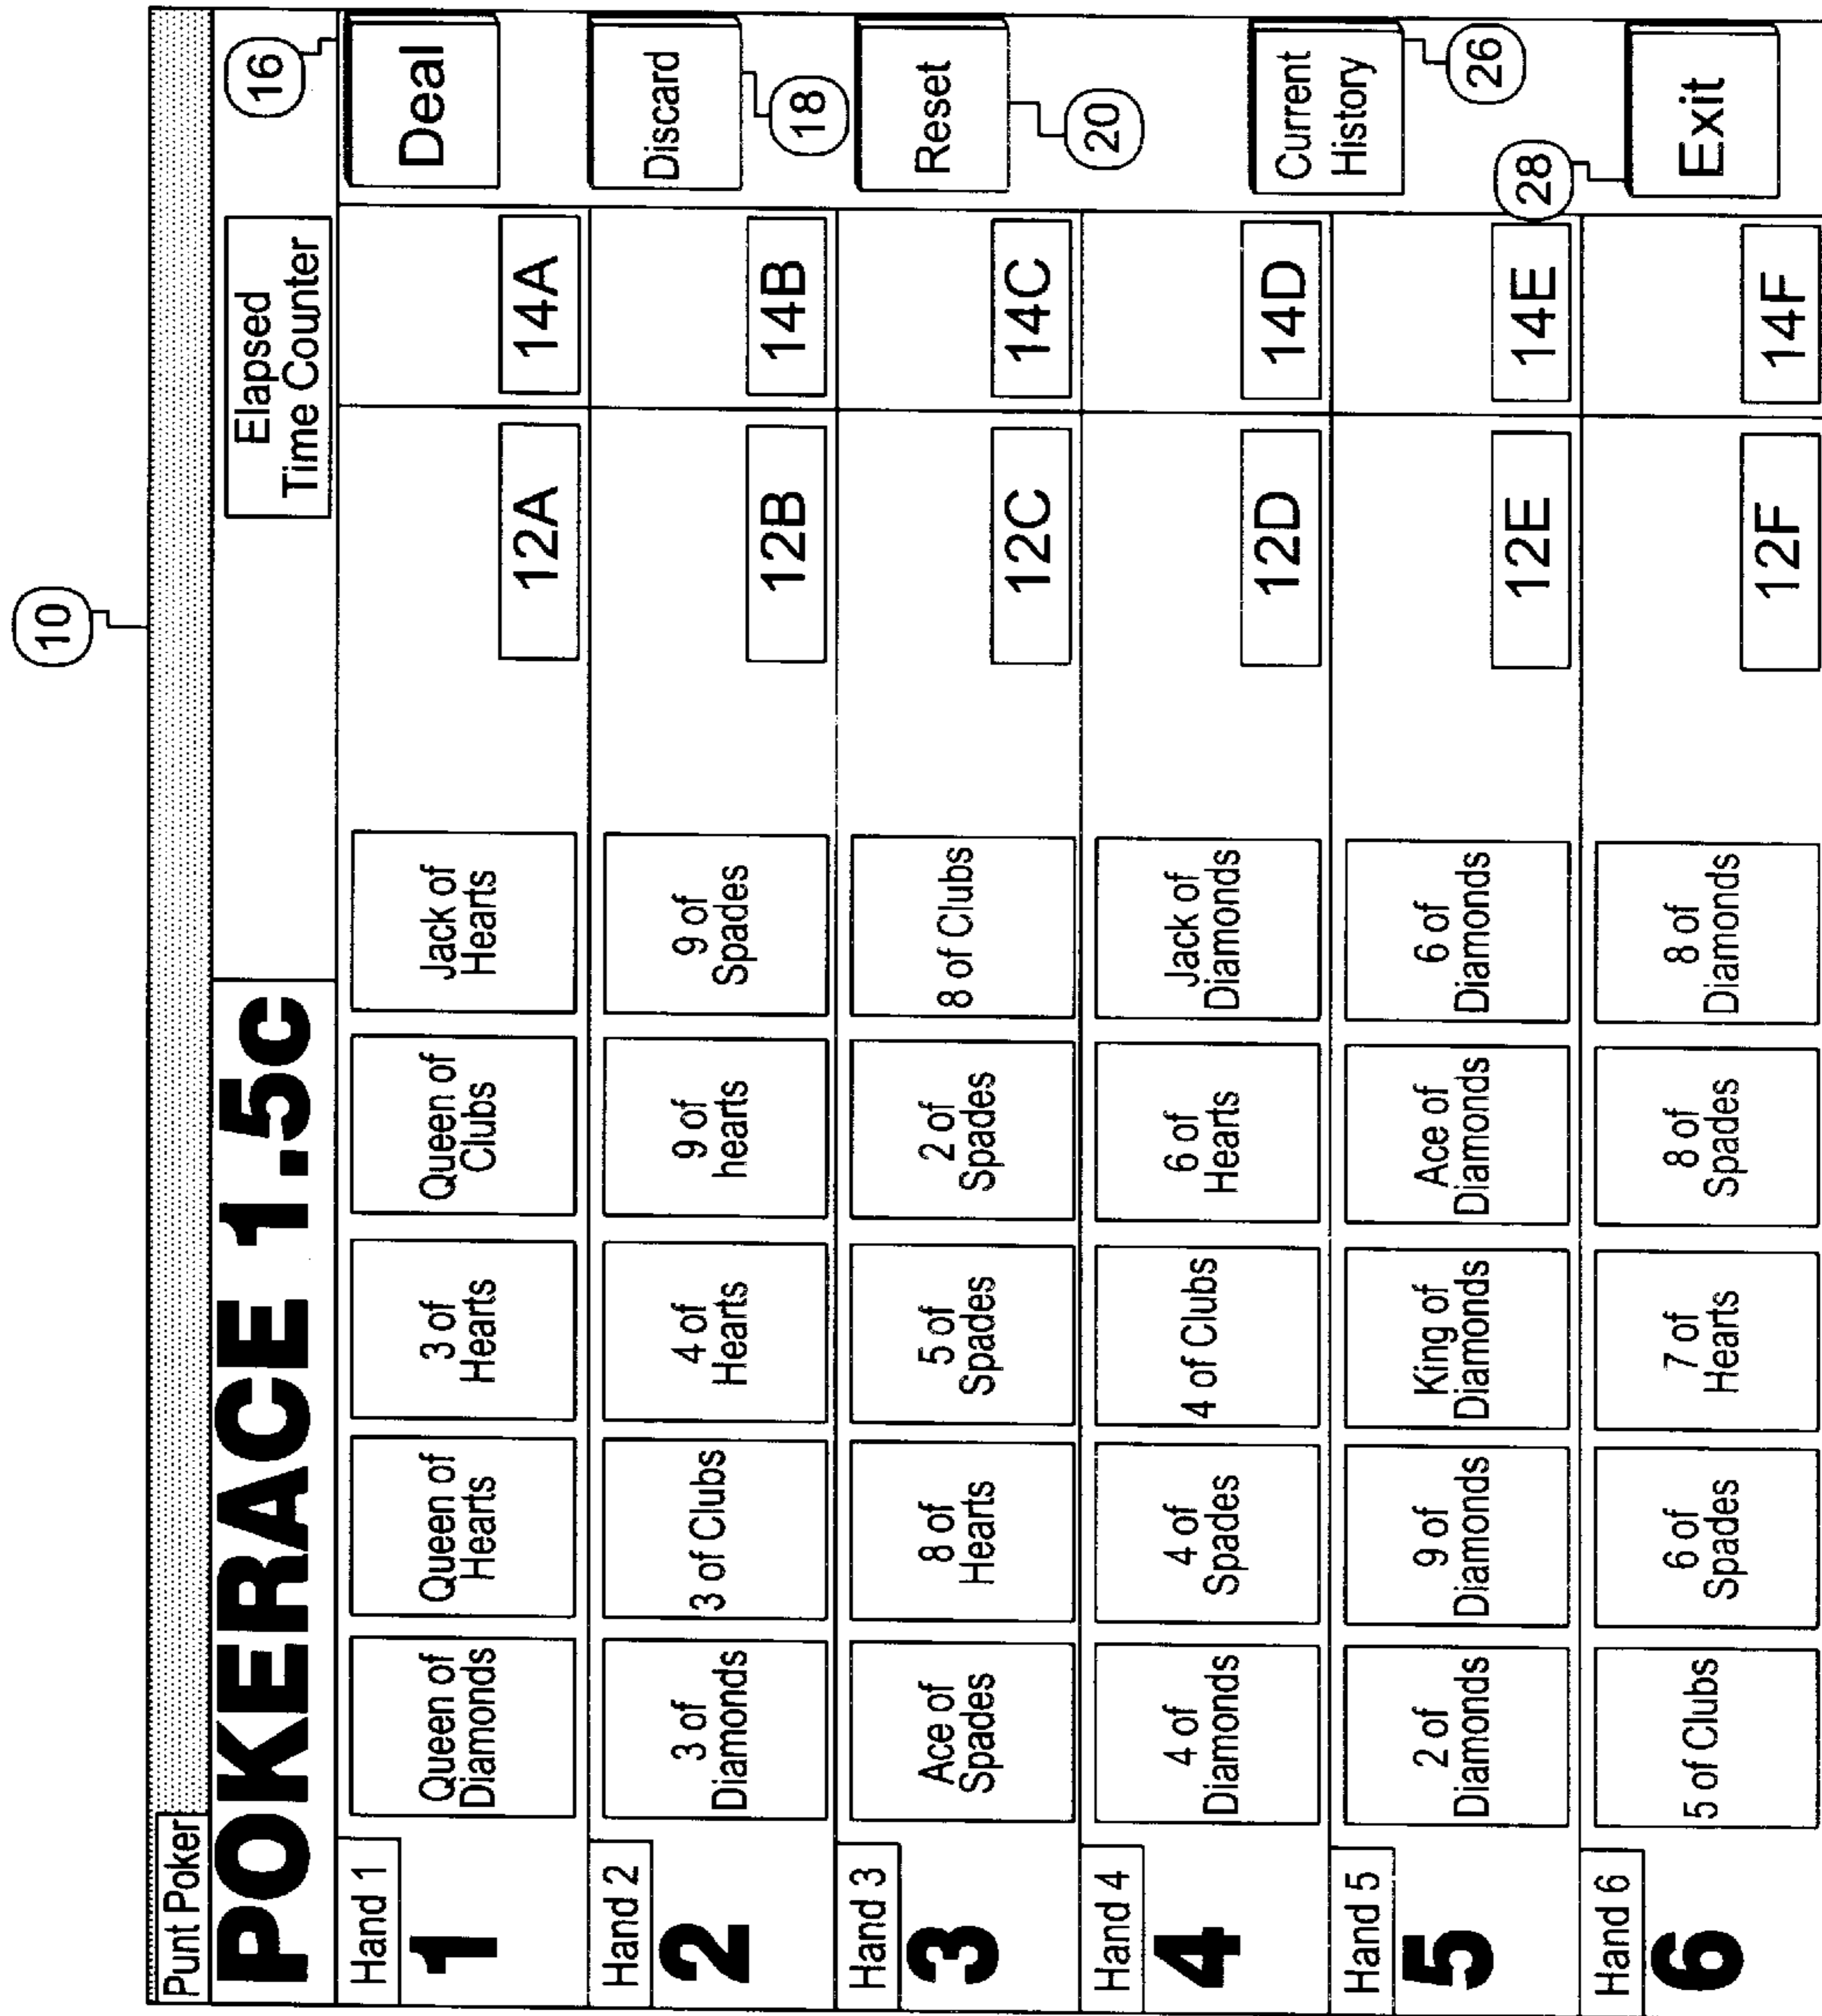 10
Punt Poker
POKERACE 1.5c
Elapsed
Time Counter
16
Hand 1
1
Queen of
Diamonds
Queen of
Hearts
3 of
Hearts
Queen of
Clubs
Jack of
Hearts
12A
14A
Deal
Hand 2
2
3 of
Diamonds
3 of Clubs
4 of
Hearts
9 of
hearts
9 of
Spades
12B
14B
Discard
18
Hand 3
3
Ace of
Spades
8 of
Hearts
5 of
Spades
2 of
Spades
8 of Clubs
12C
14C
Reset
20
Hand 4
4
4 of
Diamonds
4 of
Spades
4 of Clubs
6 of
Hearts
Jack of
Diamonds
12D
14D
Current
History
26
Hand 5
5
2 of
Diamonds
9 of
Diamonds
King of
Diamonds
Ace of
Diamonds
6 of
Diamonds
12E
14E
28
Hand 6
6
5 of Clubs
6 of
Spades
7 of
Hearts
8 of
Spades
8 of
Diamonds
12F
14F
Exit